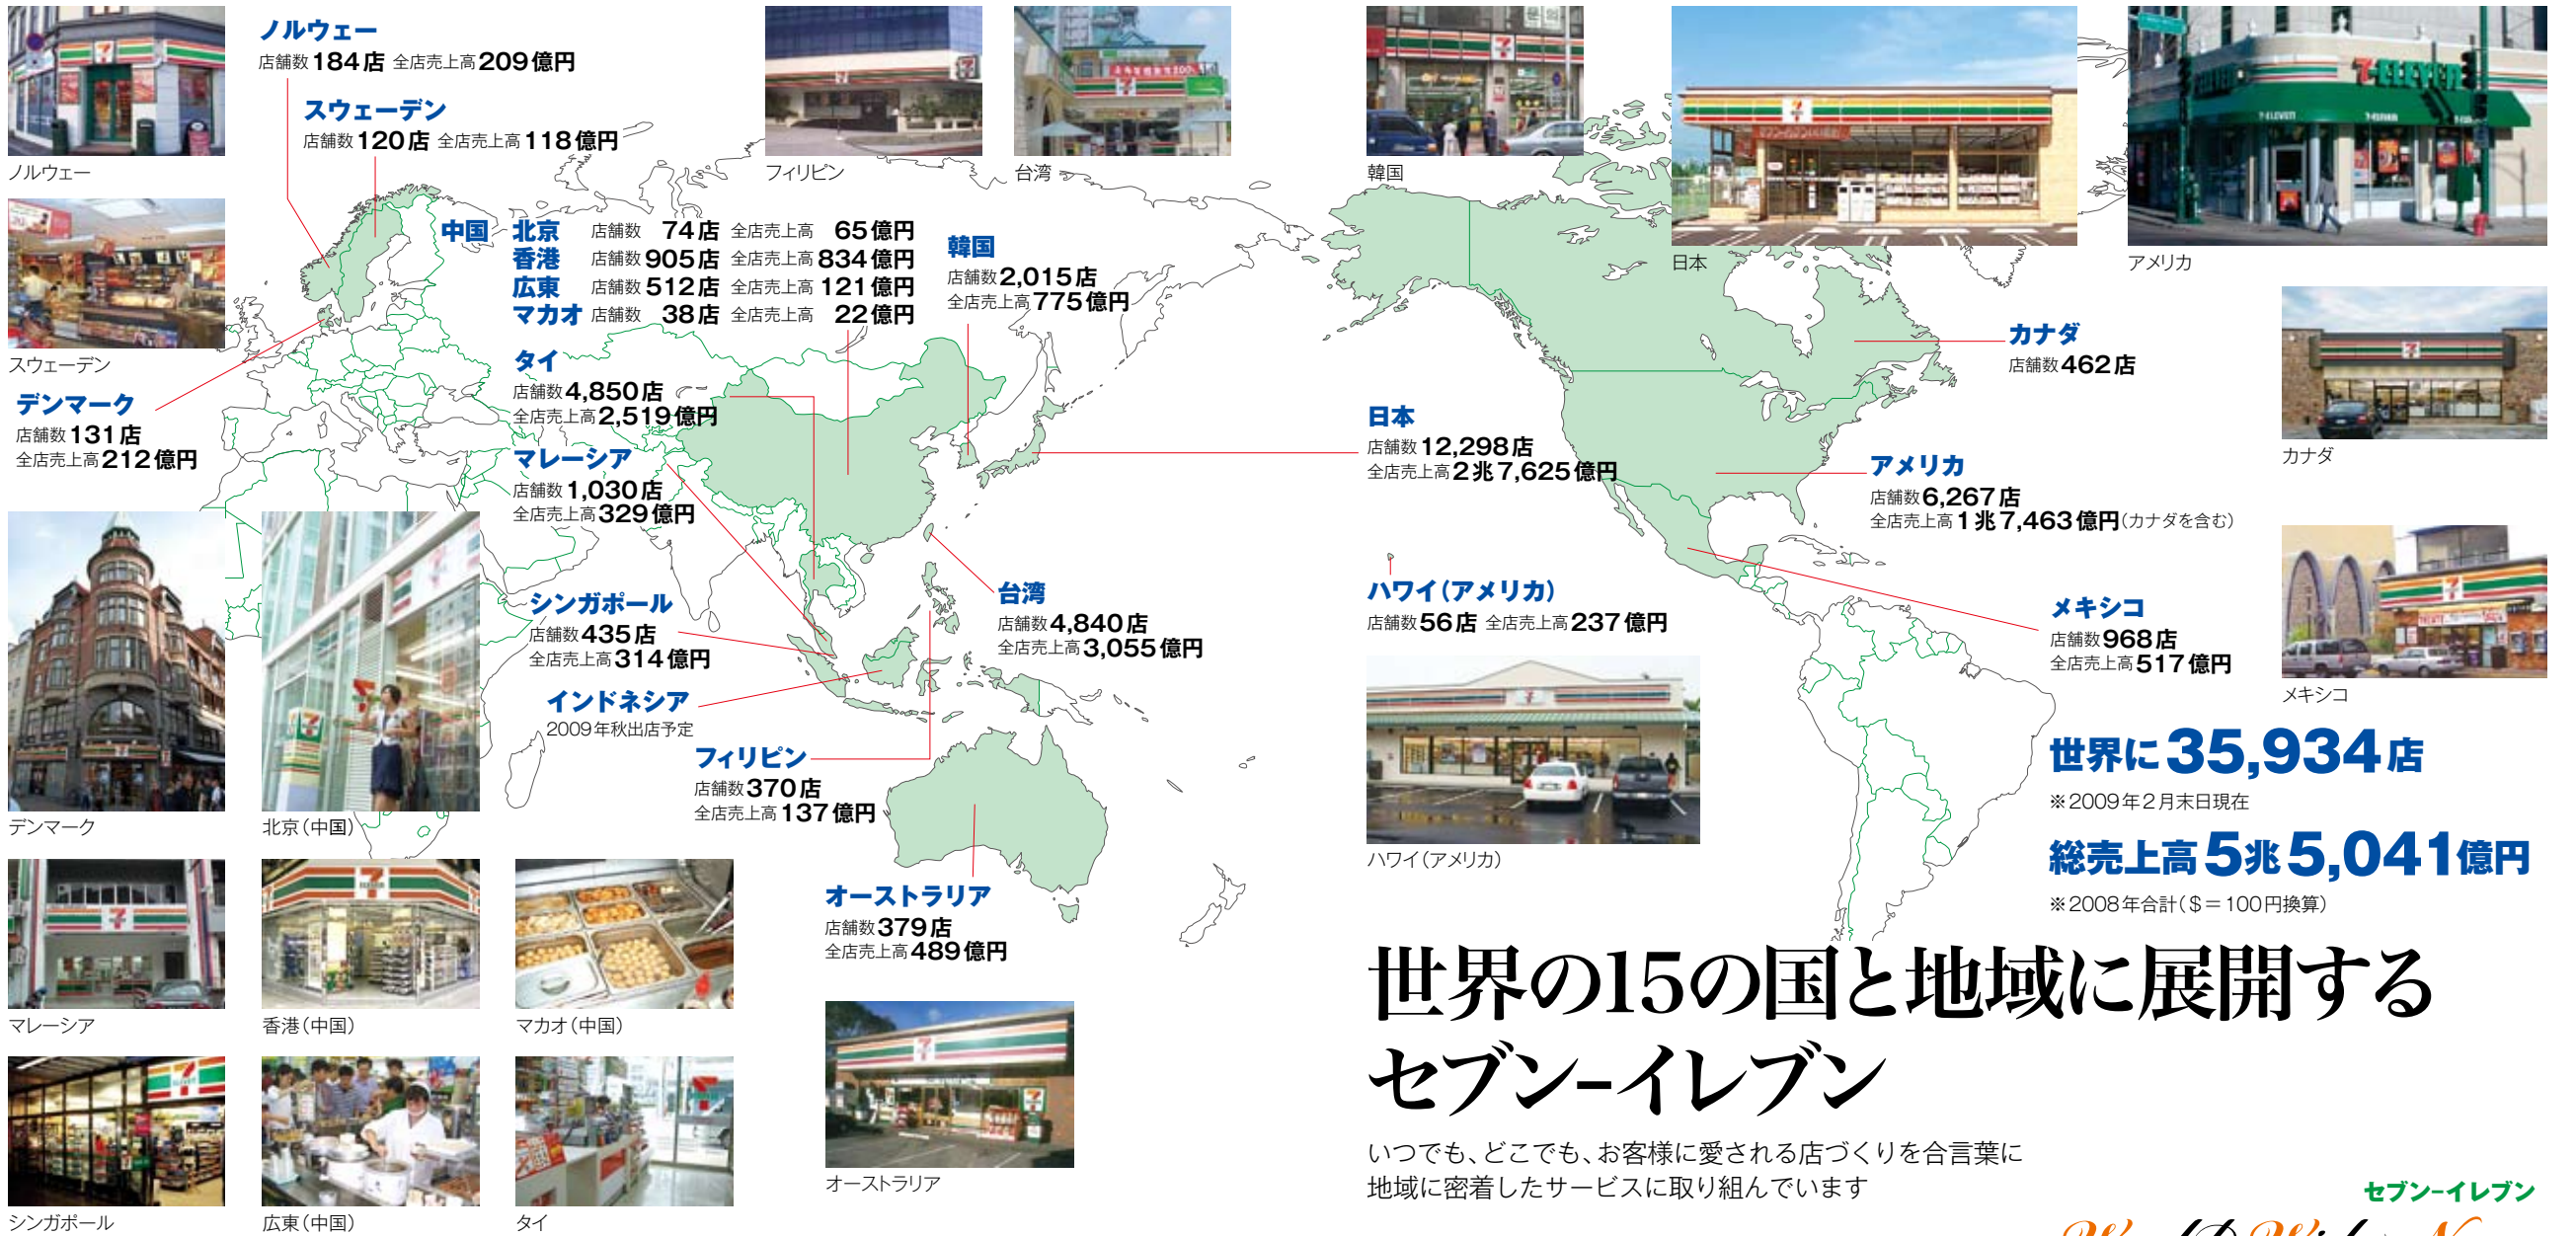 ノルウェー
店舗数184店 全店売上高209億円
スウェーデン
店舗数120店 全店売上高118億円
ノルウェー
フィリピン
台湾
韓国
日本
アメリカ
中国
北京 店舗数 74店 全店売上高 65億円
香港 店舗数905店 全店売上高834億円
広東 店舗数512店 全店売上高121億円
マカオ 店舗数 38店 全店売上高 22億円
韓国
店舗数2,015店
全店売上高775億円
スウェーデン
デンマーク
店舗数131店
全店売上高212億円
タイ
店舗数4,850店
全店売上高2,519億円
マレーシア
店舗数1,030店
全店売上高329億円
日本
店舗数12,298店
全店売上高2兆7,625億円
カナダ
店舗数462店
アメリカ
店舗数6,267店
全店売上高1兆7,463億円(カナダを含む)
カナダ
シンガポール
店舗数435店
全店売上高314億円
台湾
店舗数4,840店
全店売上高3,055億円
ハワイ(アメリカ)
店舗数56店 全店売上高237億円
メキシコ
店舗数968店
全店売上高517億円
メキシコ
インドネシア
2009年秋出店予定
フィリピン
店舗数370店
全店売上高137億円
デンマーク
北京(中国)
ハワイ(アメリカ)
世界に35,934店
※2009年2月末日現在
総売上高5兆5,041億円
※2008年合計($=100円換算)
オーストラリア
店舗数379店
全店売上高489億円
マレーシア
香港(中国)
マカオ(中国)
世界の15の国と地域に展開する
セブン-イレブン
いつでも、どこでも、お客様に愛される店づくりを合言葉に
地域に密着したサービスに取り組んでいます
オーストラリア
シンガポール
広東(中国)
タイ
セブン-イレブン
7-ELEVEN